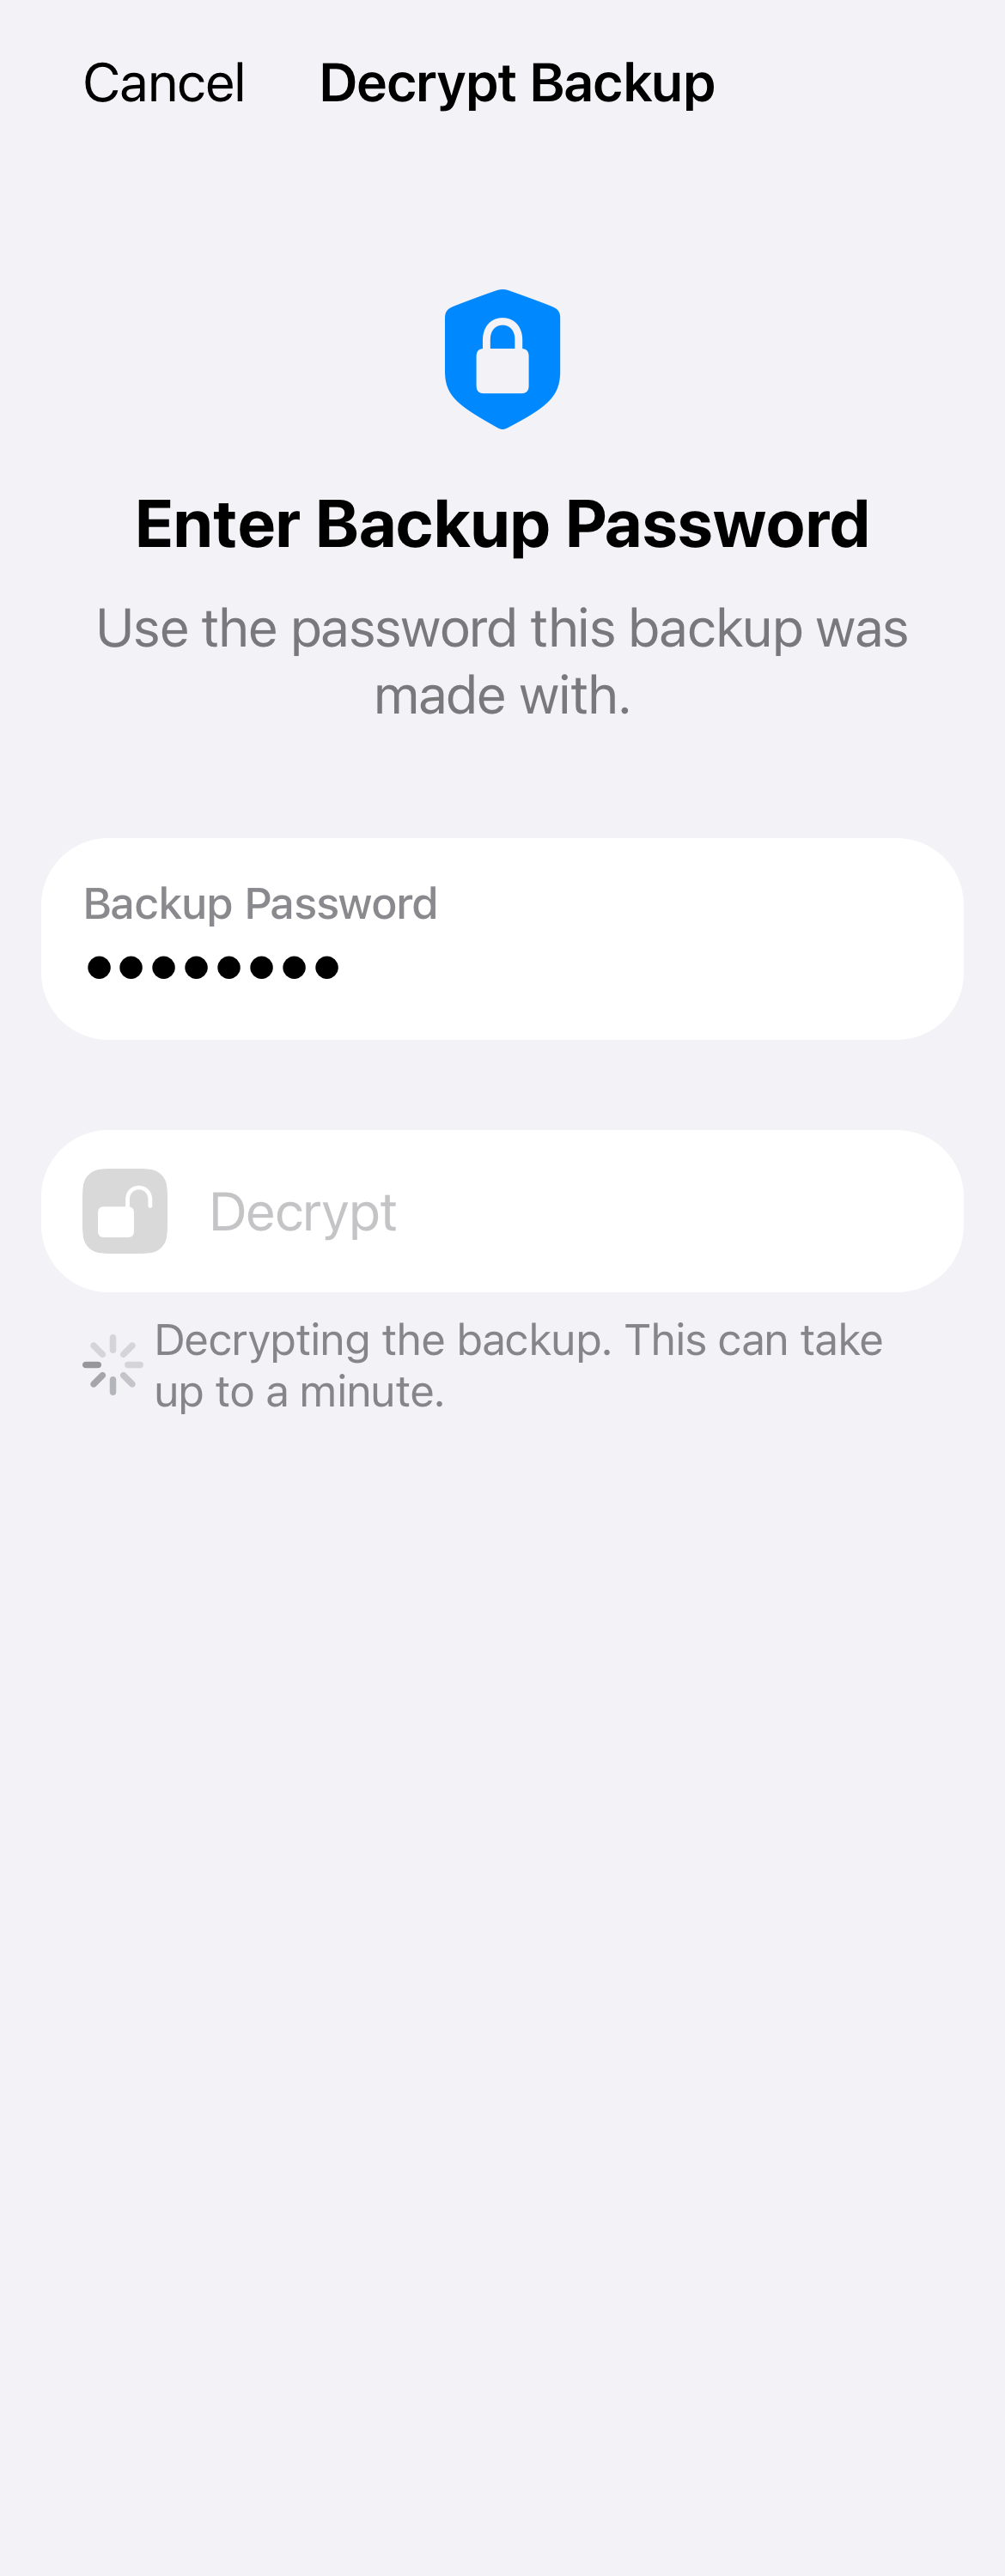 Cancel
Decrypt Backup
Enter Backup Password
Use the password this backup was
made with.
Backup Password
••••••••
Decrypt
Decrypting the backup. This can take
up to a minute.